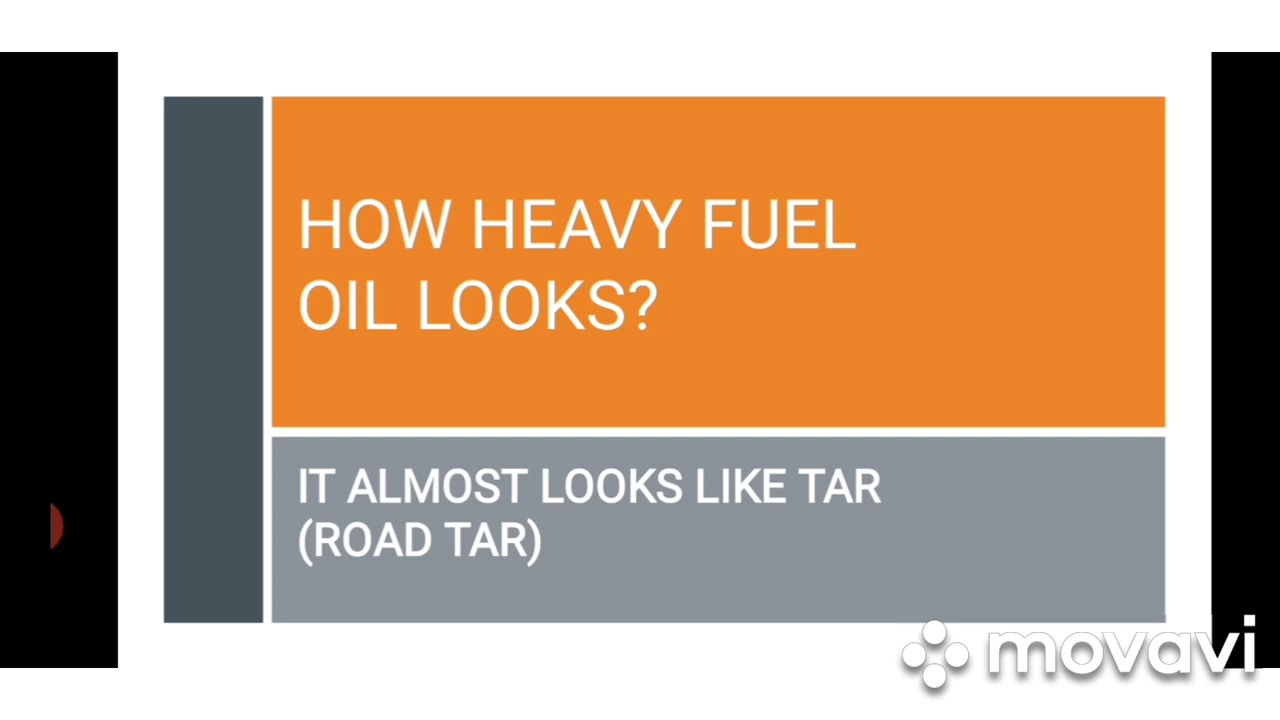 HOW HEAVY FUEL
OIL LOOKS?
IT ALMOST LOOKS LIKE TAR
(ROAD TAR)
movavi